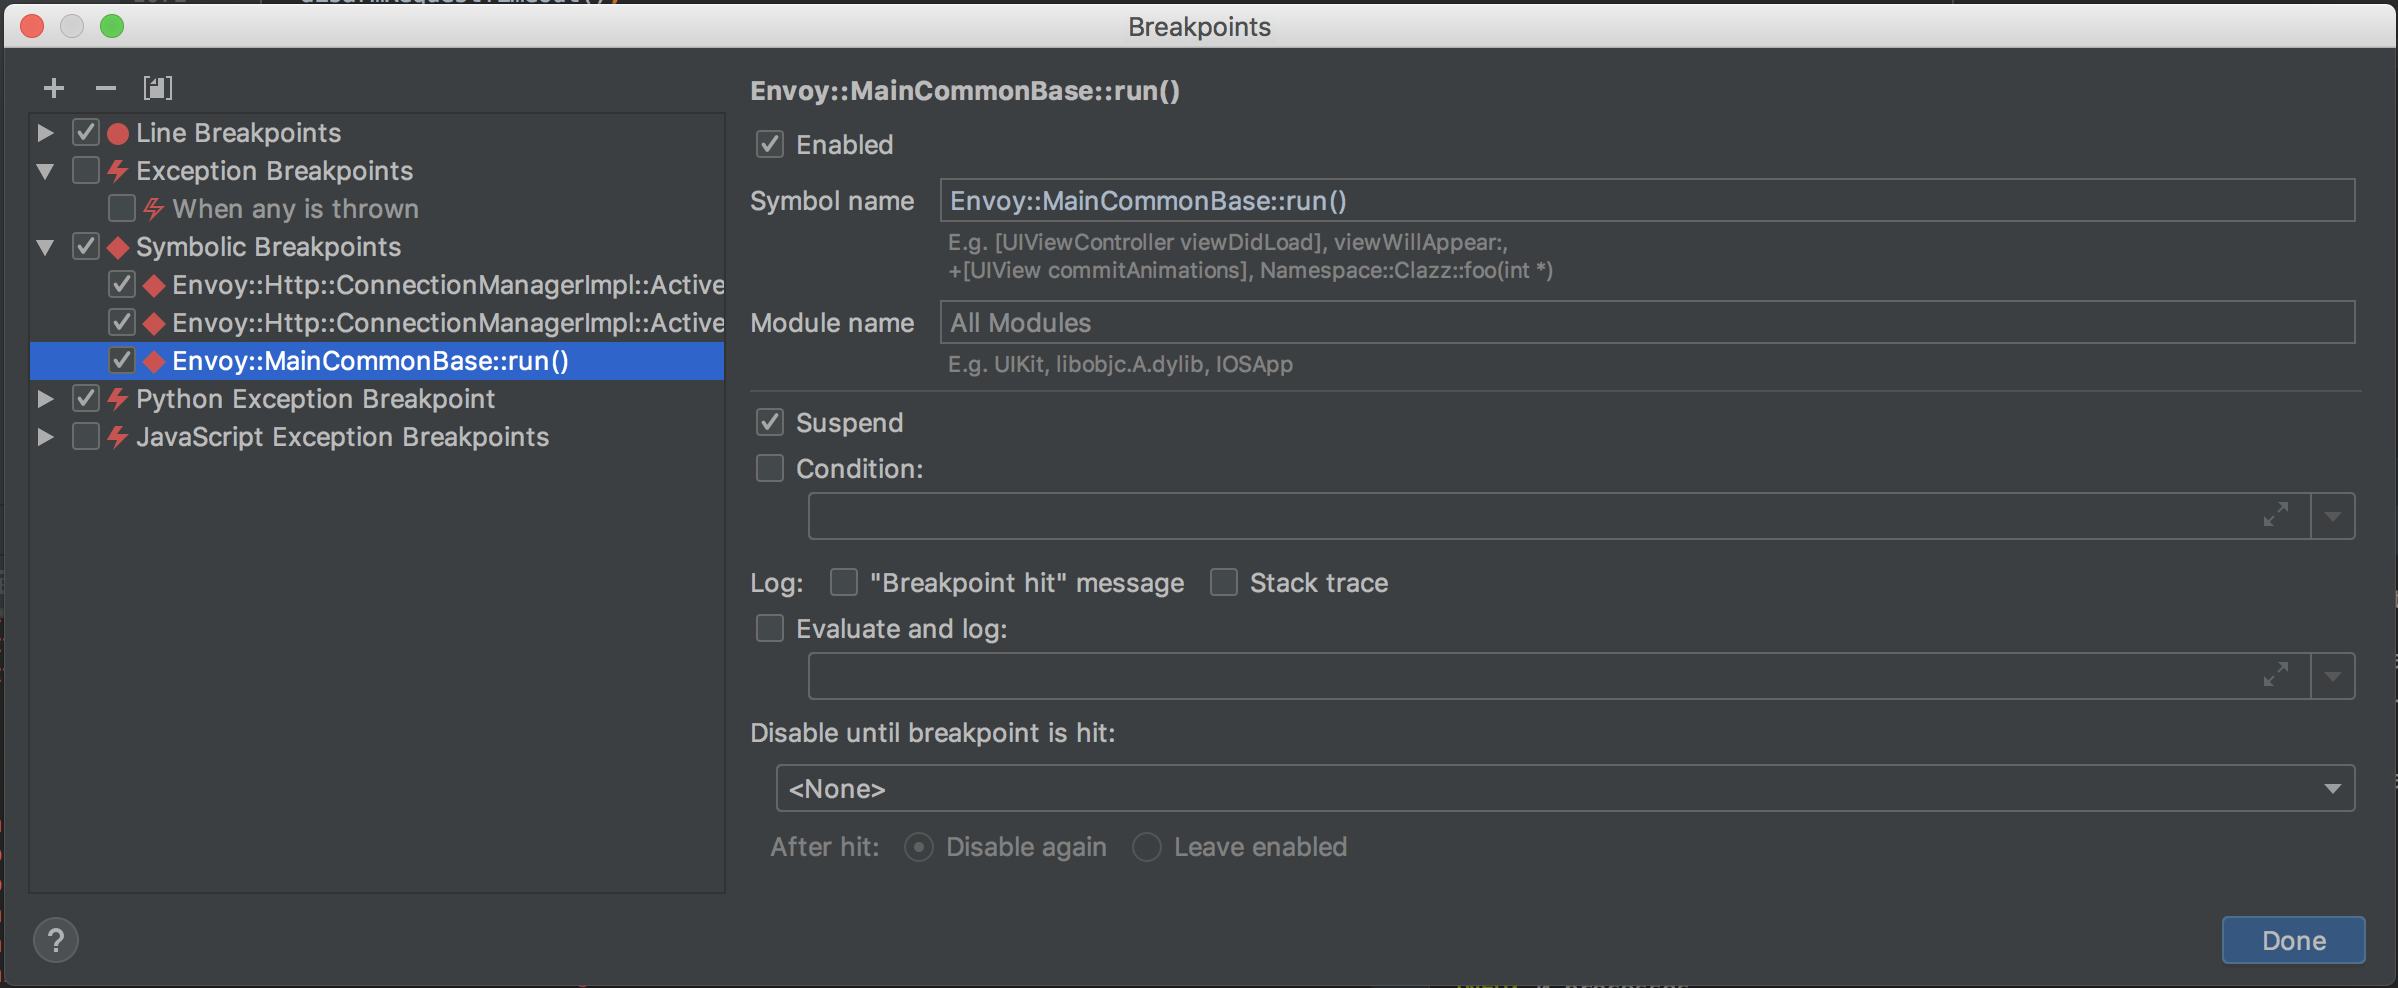 Breakpoints
Line Breakpoints
Exception Breakpoints
When any is thrown
Symbolic Breakpoints
Envoy::Http::ConnectionManagerImpl::Active
Envoy::Http::ConnectionManagerImpl::Active
Envoy::MainCommonBase::run()
Python Exception Breakpoint
JavaScript Exception Breakpoints
Envoy::MainCommonBase::run()
Enabled
Symbol name Envoy::MainCommonBase::run()
E.g. [UIViewController viewDidLoad], viewWillAppear:,
+[UIView commitAnimations], Namespace::Clazz::foo(int *)
Module name All Modules
E.g. UIKit, libobjc.A.dylib, IOSApp
Suspend
Condition:
Log: "Breakpoint hit" message Stack trace
Evaluate and log:
Disable until breakpoint is hit:
<None>
After hit: Disable again Leave enabled
? Done